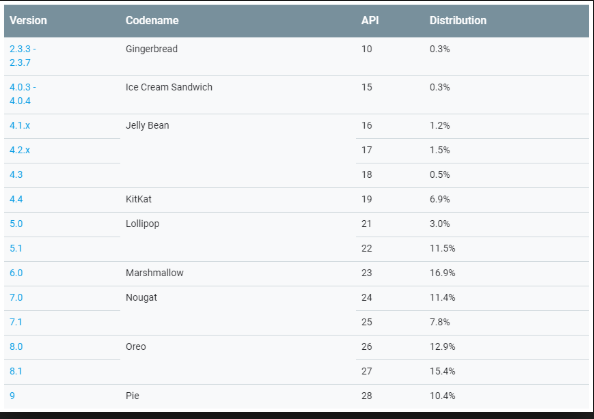 Version Codename API Distribution
2.3.3 - Gingerbread 10 0.3%
2.3.7
4.0.3 - Ice Cream Sandwich 15 0.3%
4.0.4
4.1.x Jelly Bean 16 1.2%
4.2.x 17 1.5%
4.3 18 0.5%
4.4 KitKat 19 6.9%
5.0 Lollipop 21 3.0%
5.1 22 11.5%
6.0 Marshmallow 23 16.9%
7.0 Nougat 24 11.4%
7.1 25 7.8%
8.0 Oreo 26 12.9%
8.1 27 15.4%
9 Pie 28 10.4%